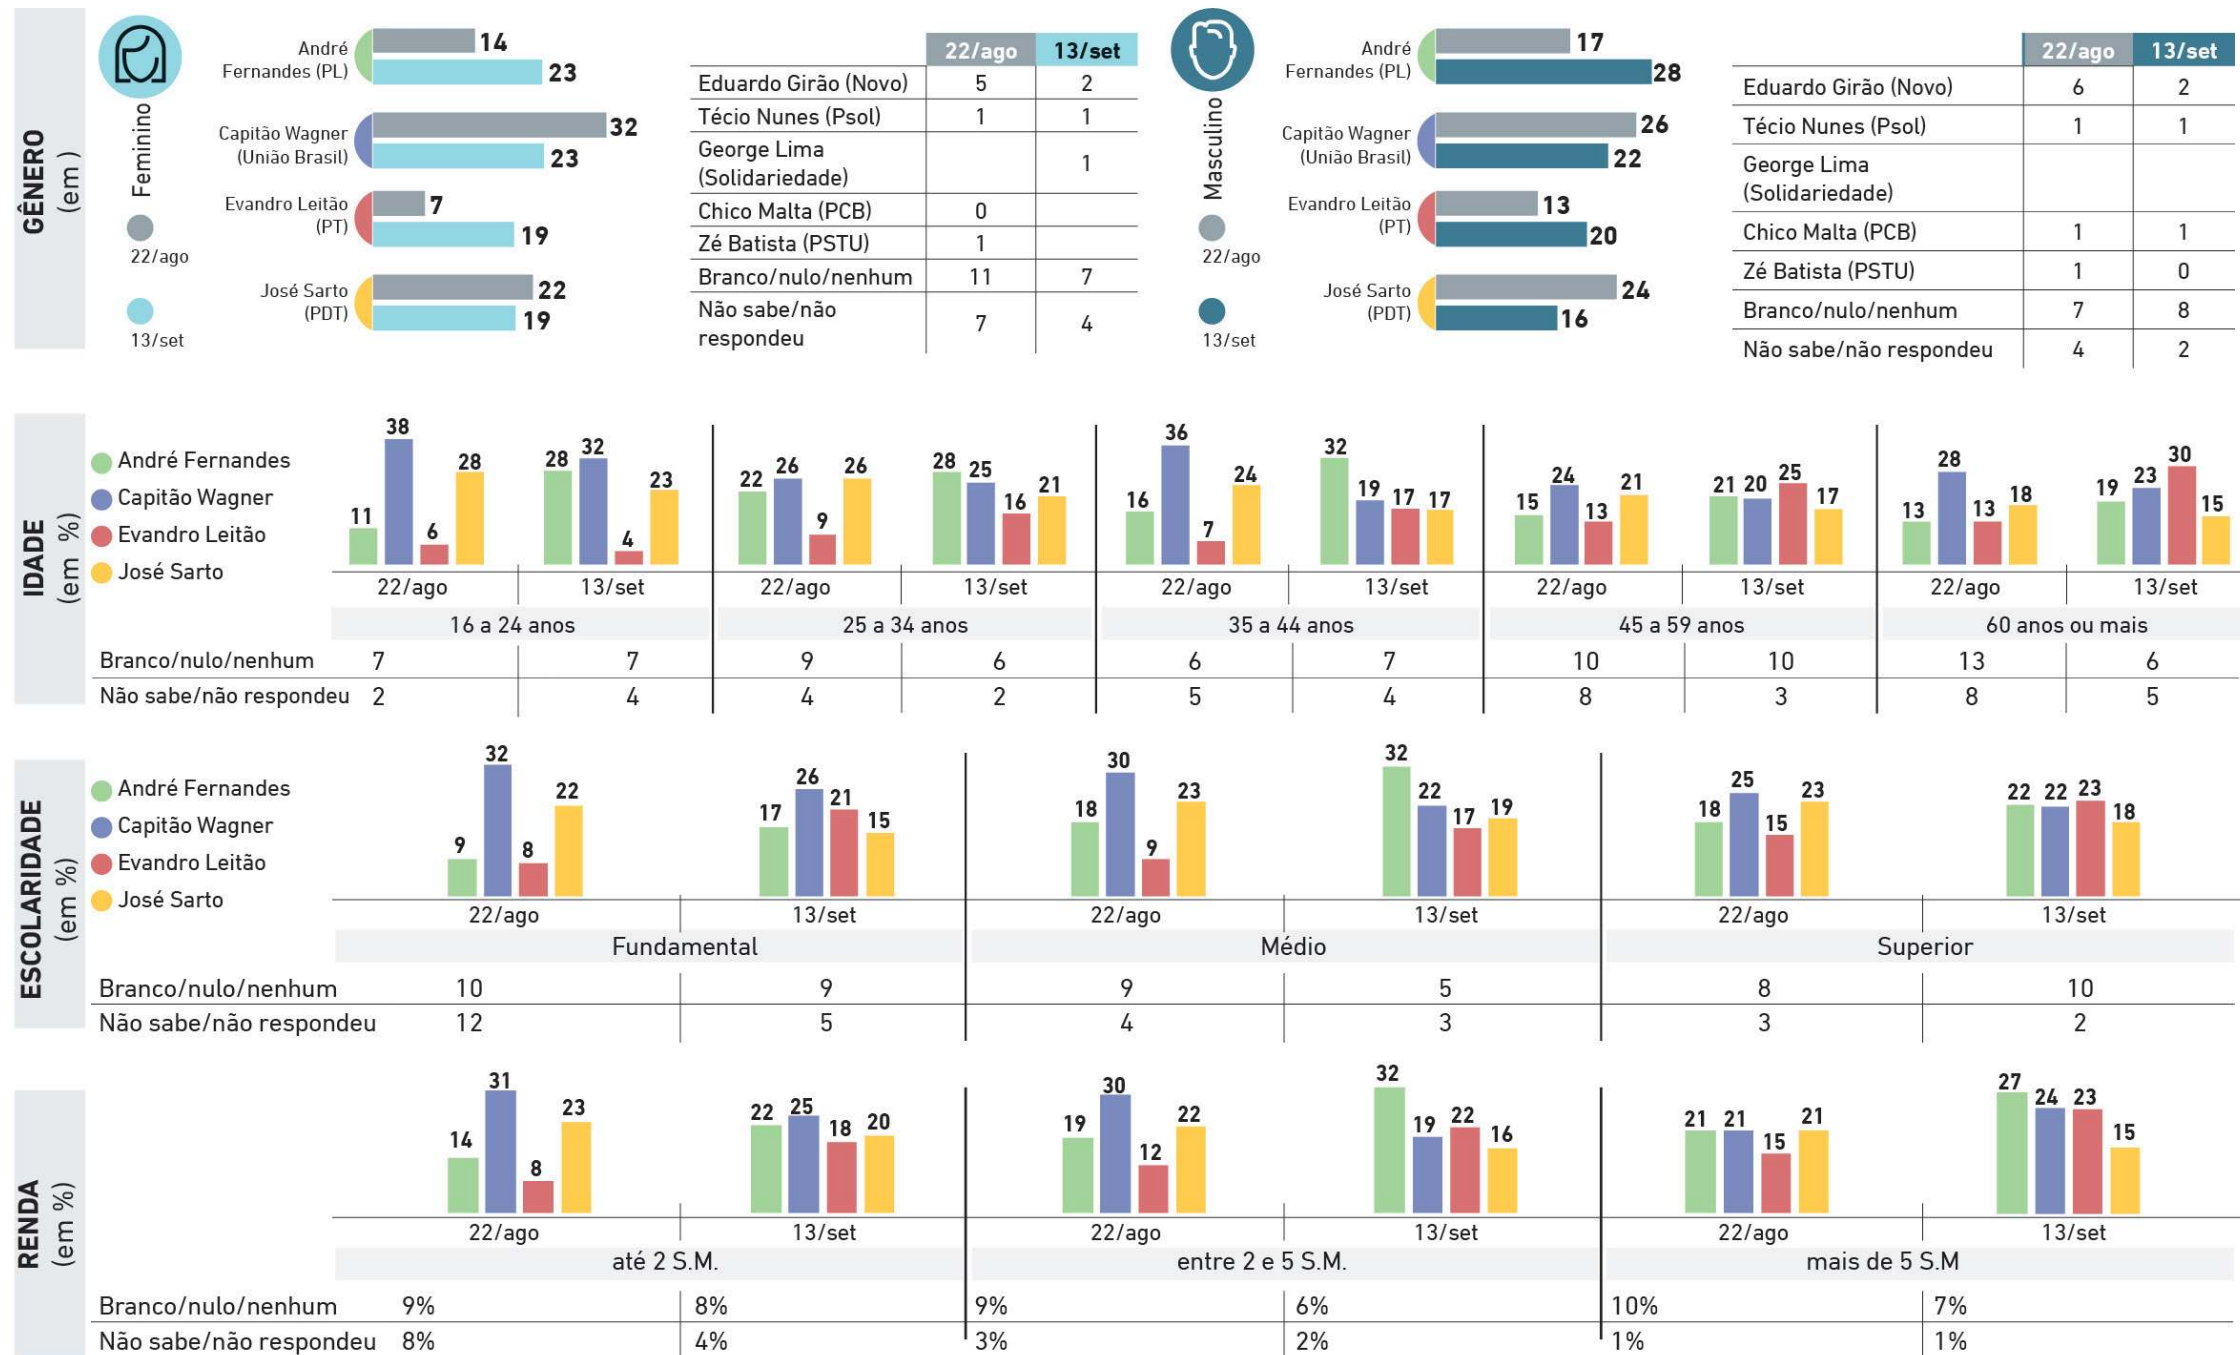 GÊNERO
(em )
Feminino
22/ago
13/set
André
Fernandes (PL)
14
23
Capitão Wagner
(União Brasil)
32
23
Evandro Leitão
(PT)
7
19
José Sarto
(PDT)
22
19
22/ago 13/set
Eduardo Girão (Novo) 5 2
Técio Nunes (Psol) 1 1
George Lima
(Solidariedade) 1
Chico Malta (PCB) 0
Zé Batista (PSTU) 1
Branco/nulo/nenhum 11 7
Não sabe/não
respondeu 7 4
Masculino
22/ago
13/set
André
Fernandes (PL)
17
28
Capitão Wagner
(União Brasil)
26
22
Evandro Leitão
(PT)
13
20
José Sarto
(PDT)
24
16
22/ago 13/set
Eduardo Girão (Novo) 6 2
Técio Nunes (Psol) 1 1
George Lima
(Solidariedade)
Chico Malta (PCB) 1 1
Zé Batista (PSTU) 1 0
Branco/nulo/nenhum 7 8
Não sabe/não respondeu 4 2
IDADE
(em %)
André Fernandes
Capitão Wagner
Evandro Leitão
José Sarto
11 38 6 28 28 32 4 23 22 26 9 26 28 25 16 21 16 36 7 24 32 19 17 17 15 24 13 21 21 20 25 17 13 28 13 18 19 23 30 15
22/ago 13/set 22/ago 13/set 22/ago 13/set 22/ago 13/set 22/ago 13/set
16 a 24 anos 25 a 34 anos 35 a 44 anos 45 a 59 anos 60 anos ou mais
Branco/nulo/nenhum 7 7 9 6 6 7 10 10 13 6
Não sabe/não respondeu 2 4 4 2 5 4 8 3 8 5
ESCOLARIDADE
(em %)
André Fernandes
Capitão Wagner
Evandro Leitão
José Sarto
9 32 8 22 17 26 21 15 18 30 9 23 32 22 17 19 18 25 15 23 22 22 23 18
22/ago 13/set 22/ago 13/set 22/ago 13/set
Fundamental Médio Superior
Branco/nulo/nenhum 10 9 9 5 8 10
Não sabe/não respondeu 12 5 4 3 3 2
RENDA
(em %)
14 31 8 23 22 25 18 20 19 30 12 22 32 19 22 16 21 21 15 21 27 24 23 15
22/ago 13/set 22/ago 13/set 22/ago 13/set
até 2 S.M. entre 2 e 5 S.M. mais de 5 S.M
Branco/nulo/nenhum 9% 8% 9% 6% 10% 7%
Não sabe/não respondeu 8% 4% 3% 2% 1% 1%